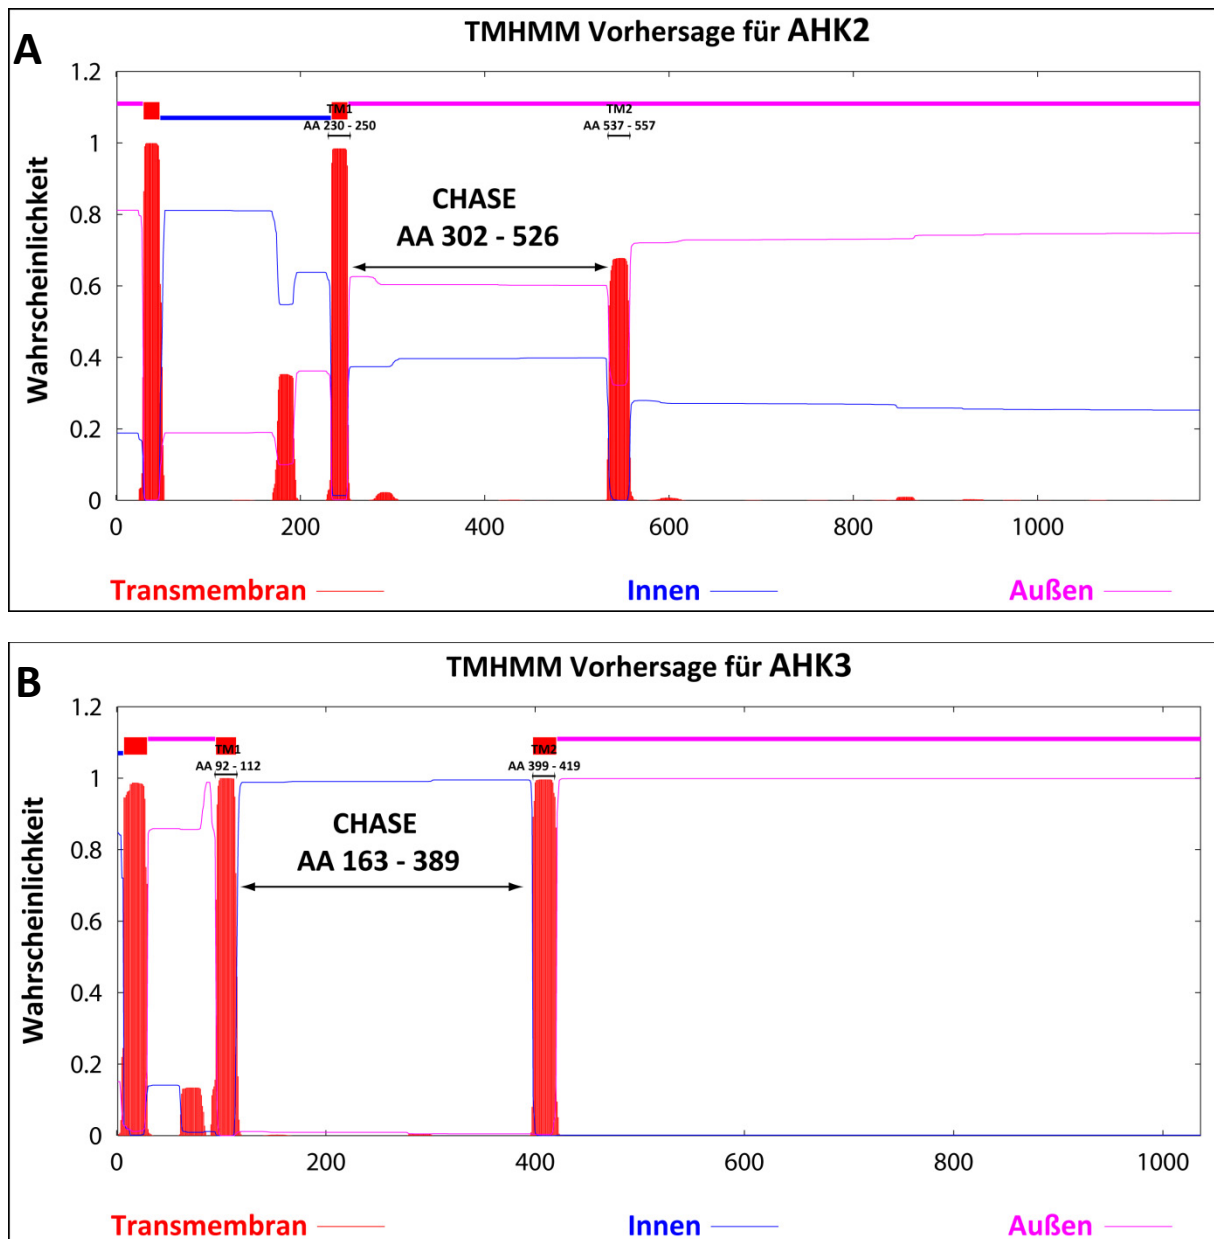 A
TMHMM Vorhersage für AHK2
1.2
TM1
TM2
AA 230 - 250
AA 537 - 557
1
CHASE
AA 302 - 526
0.8
0.6
0.4
0.2
0
Wahrscheinlichkeit
0 200 400 600 800 1000
Transmembran Innen Außen
B
TMHMM Vorhersage für AHK3
1.2
TM1
TM2
AA 92 - 112
AA 399 - 419
1
CHASE
AA 163 - 389
0.8
0.6
0.4
0.2
0
Wahrscheinlichkeit
0 200 400 600 800 1000
Transmembran Innen Außen